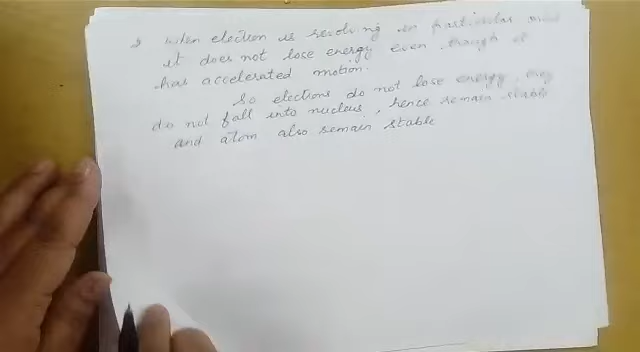 2 When electron is revolving in particular
it does not lose energy even though it
has accelerated motion.
So electrons do not lose energy, they
do not fall into nucleus, hence remain stable
and atom also remain stable